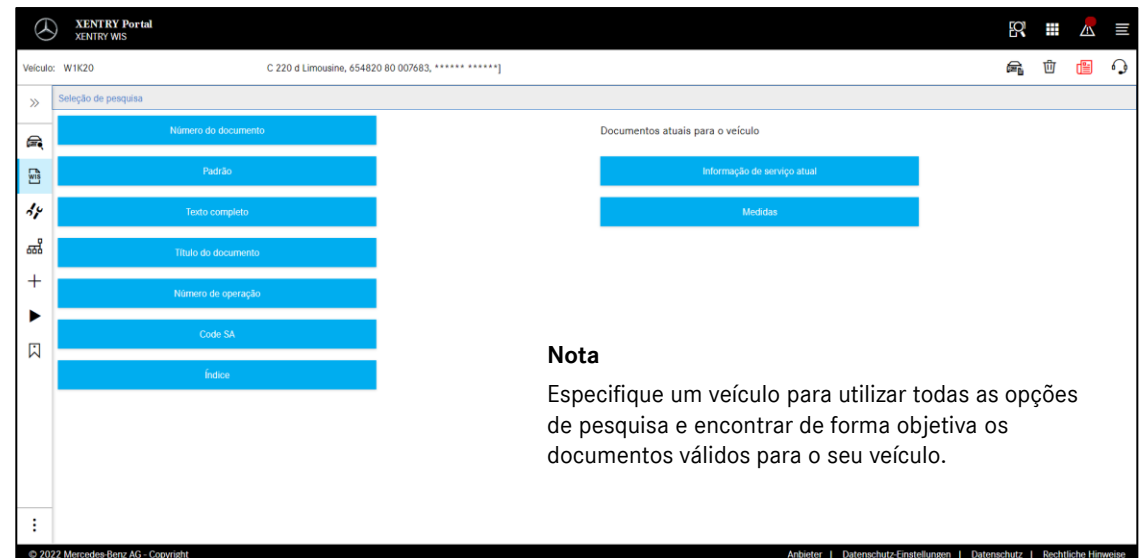 XENTRY Portal
XENTRY WIS
Veículo: W1K20 C 220 d Limousine, 654820 80 007683, ****** ******]
Seleção de pesquisa
Número do documento
Padrão
Texto completo
Título do documento
Número de operação
Code SA
Índice
Documentos atuais para o veículo
Informação de serviço atual
Medidas
WIS
Nota
Especifique um veículo para utilizar todas as opções
de pesquisa e encontrar de forma objetiva os
documentos válidos para o seu veículo.
© 2022 Mercedes-Benz AG - Copyright
Anbieter | Datenschutz-Einstellungen | Datenschutz | Rechtliche Hinweise